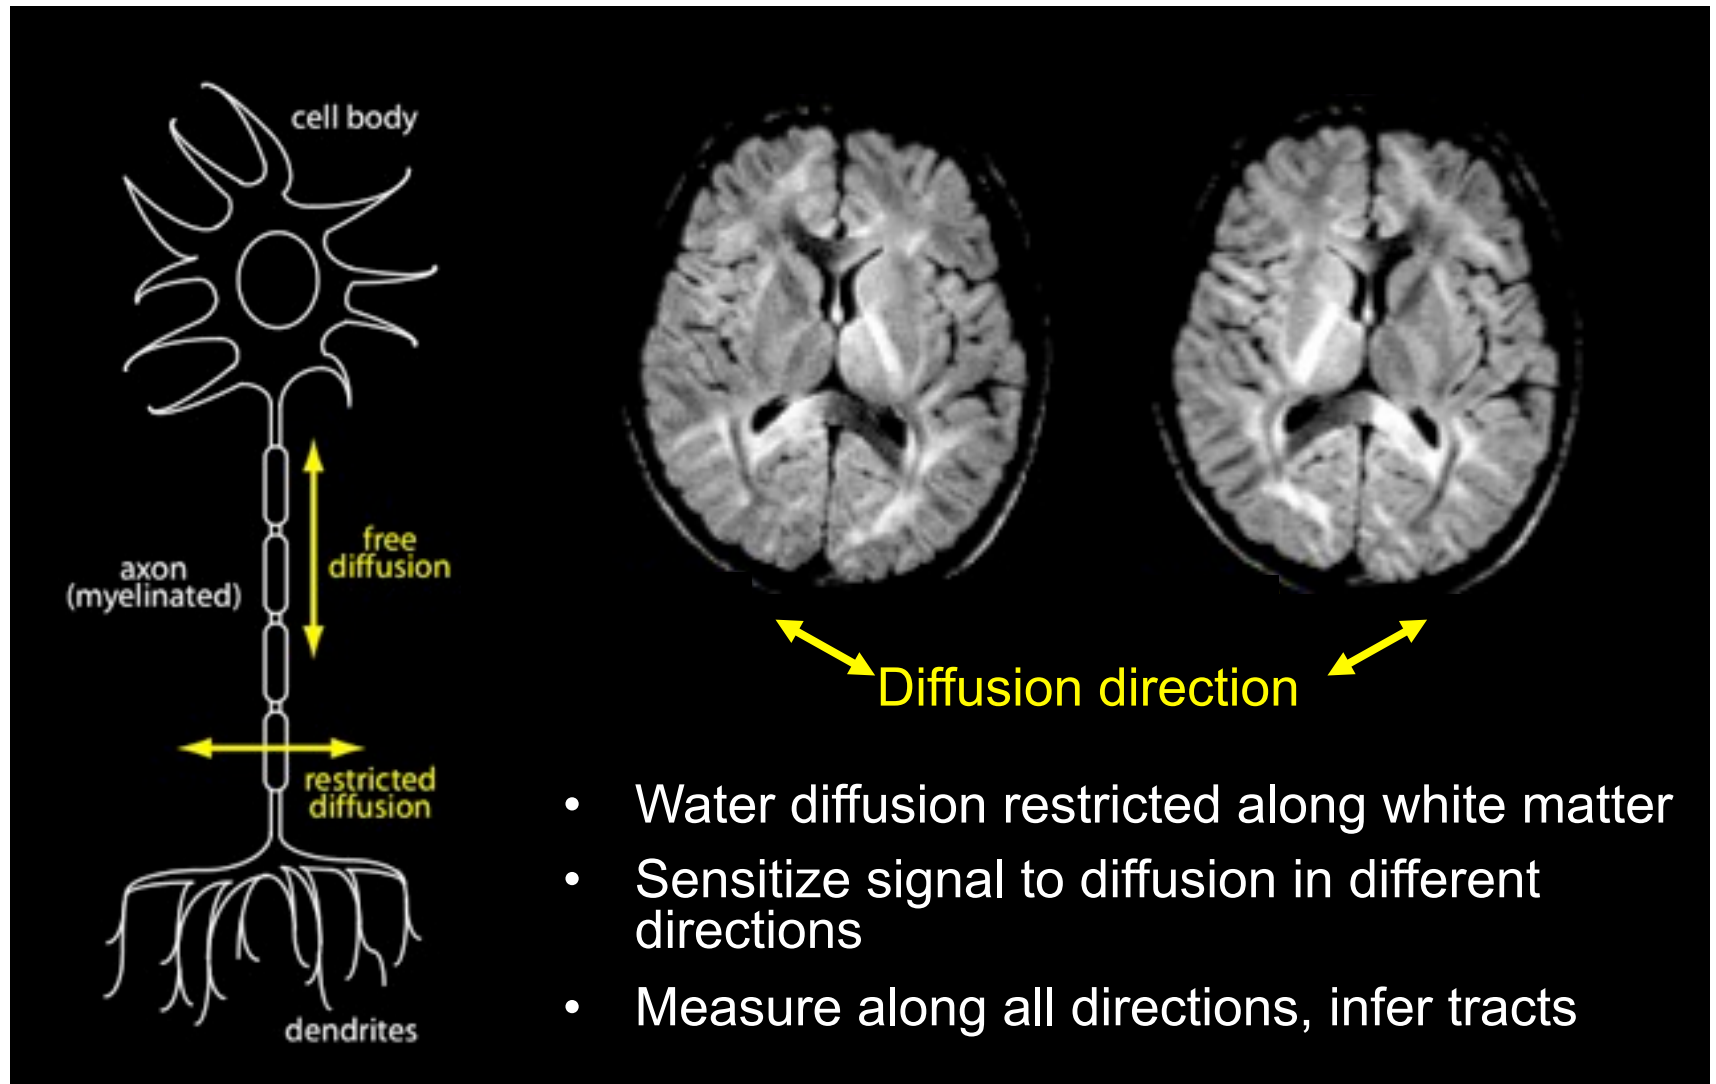 cell body
free
diffusion
axon
(myelinated)
restricted
diffusion
dendrites
Diffusion direction
• Water diffusion restricted along white matter
• Sensitize signal to diffusion in different
directions
• Measure along all directions, infer tracts